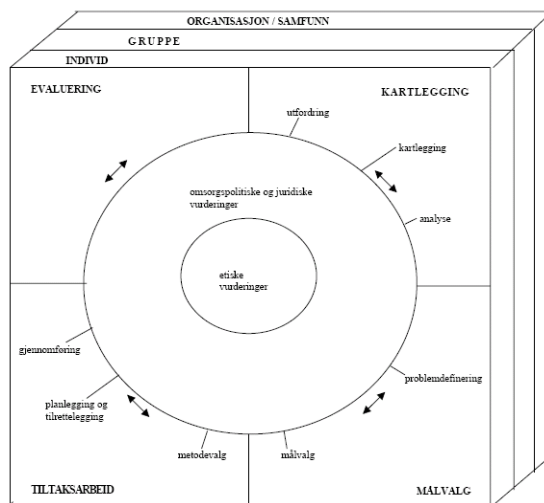 ORGANISASJON / SAMFUNN
GRUPPE
INDIVID
EVALUERING
KARTLEGGING
utfordring
kartlegging
omsorgspolitiske og juridiske
vurderinger
analyse
etiske
vurderinger
gjennomføring
problemdefinering
planlegging og
tilrettelegging
metodevalg
målvalg
TILTAKSARBEID
MÅLVALG